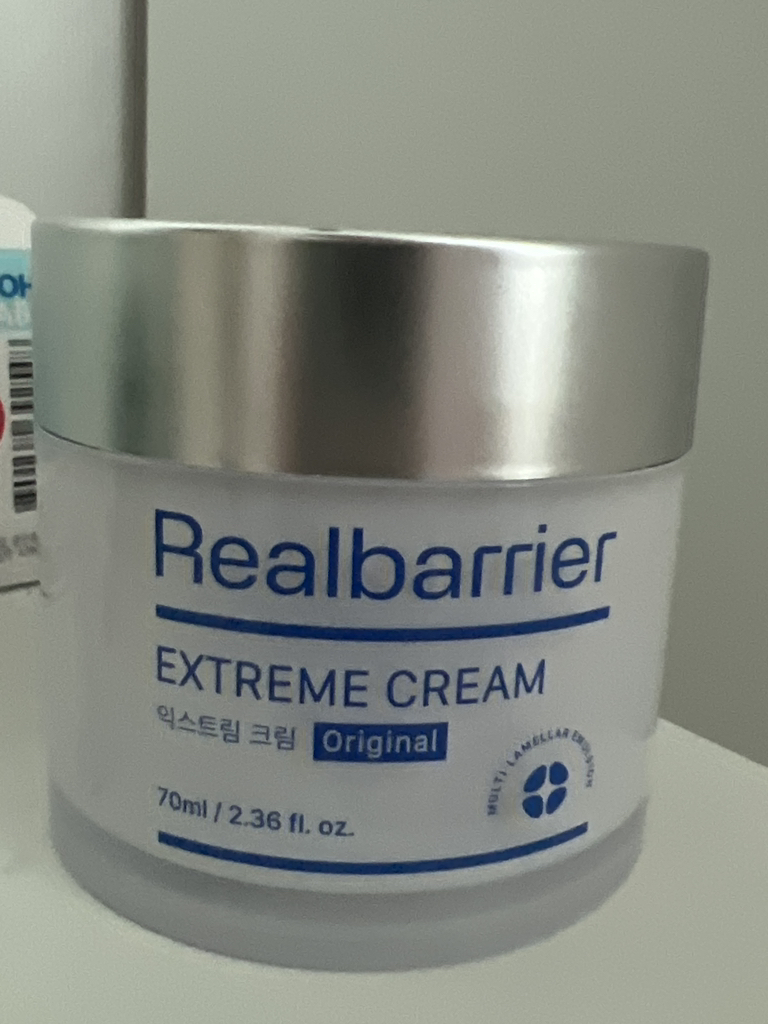 Realbarrier
EXTREME CREAM
익스트림 크림 Original
MULTI LAMELLAR EMULSION
70ml / 2.36 fl. oz.